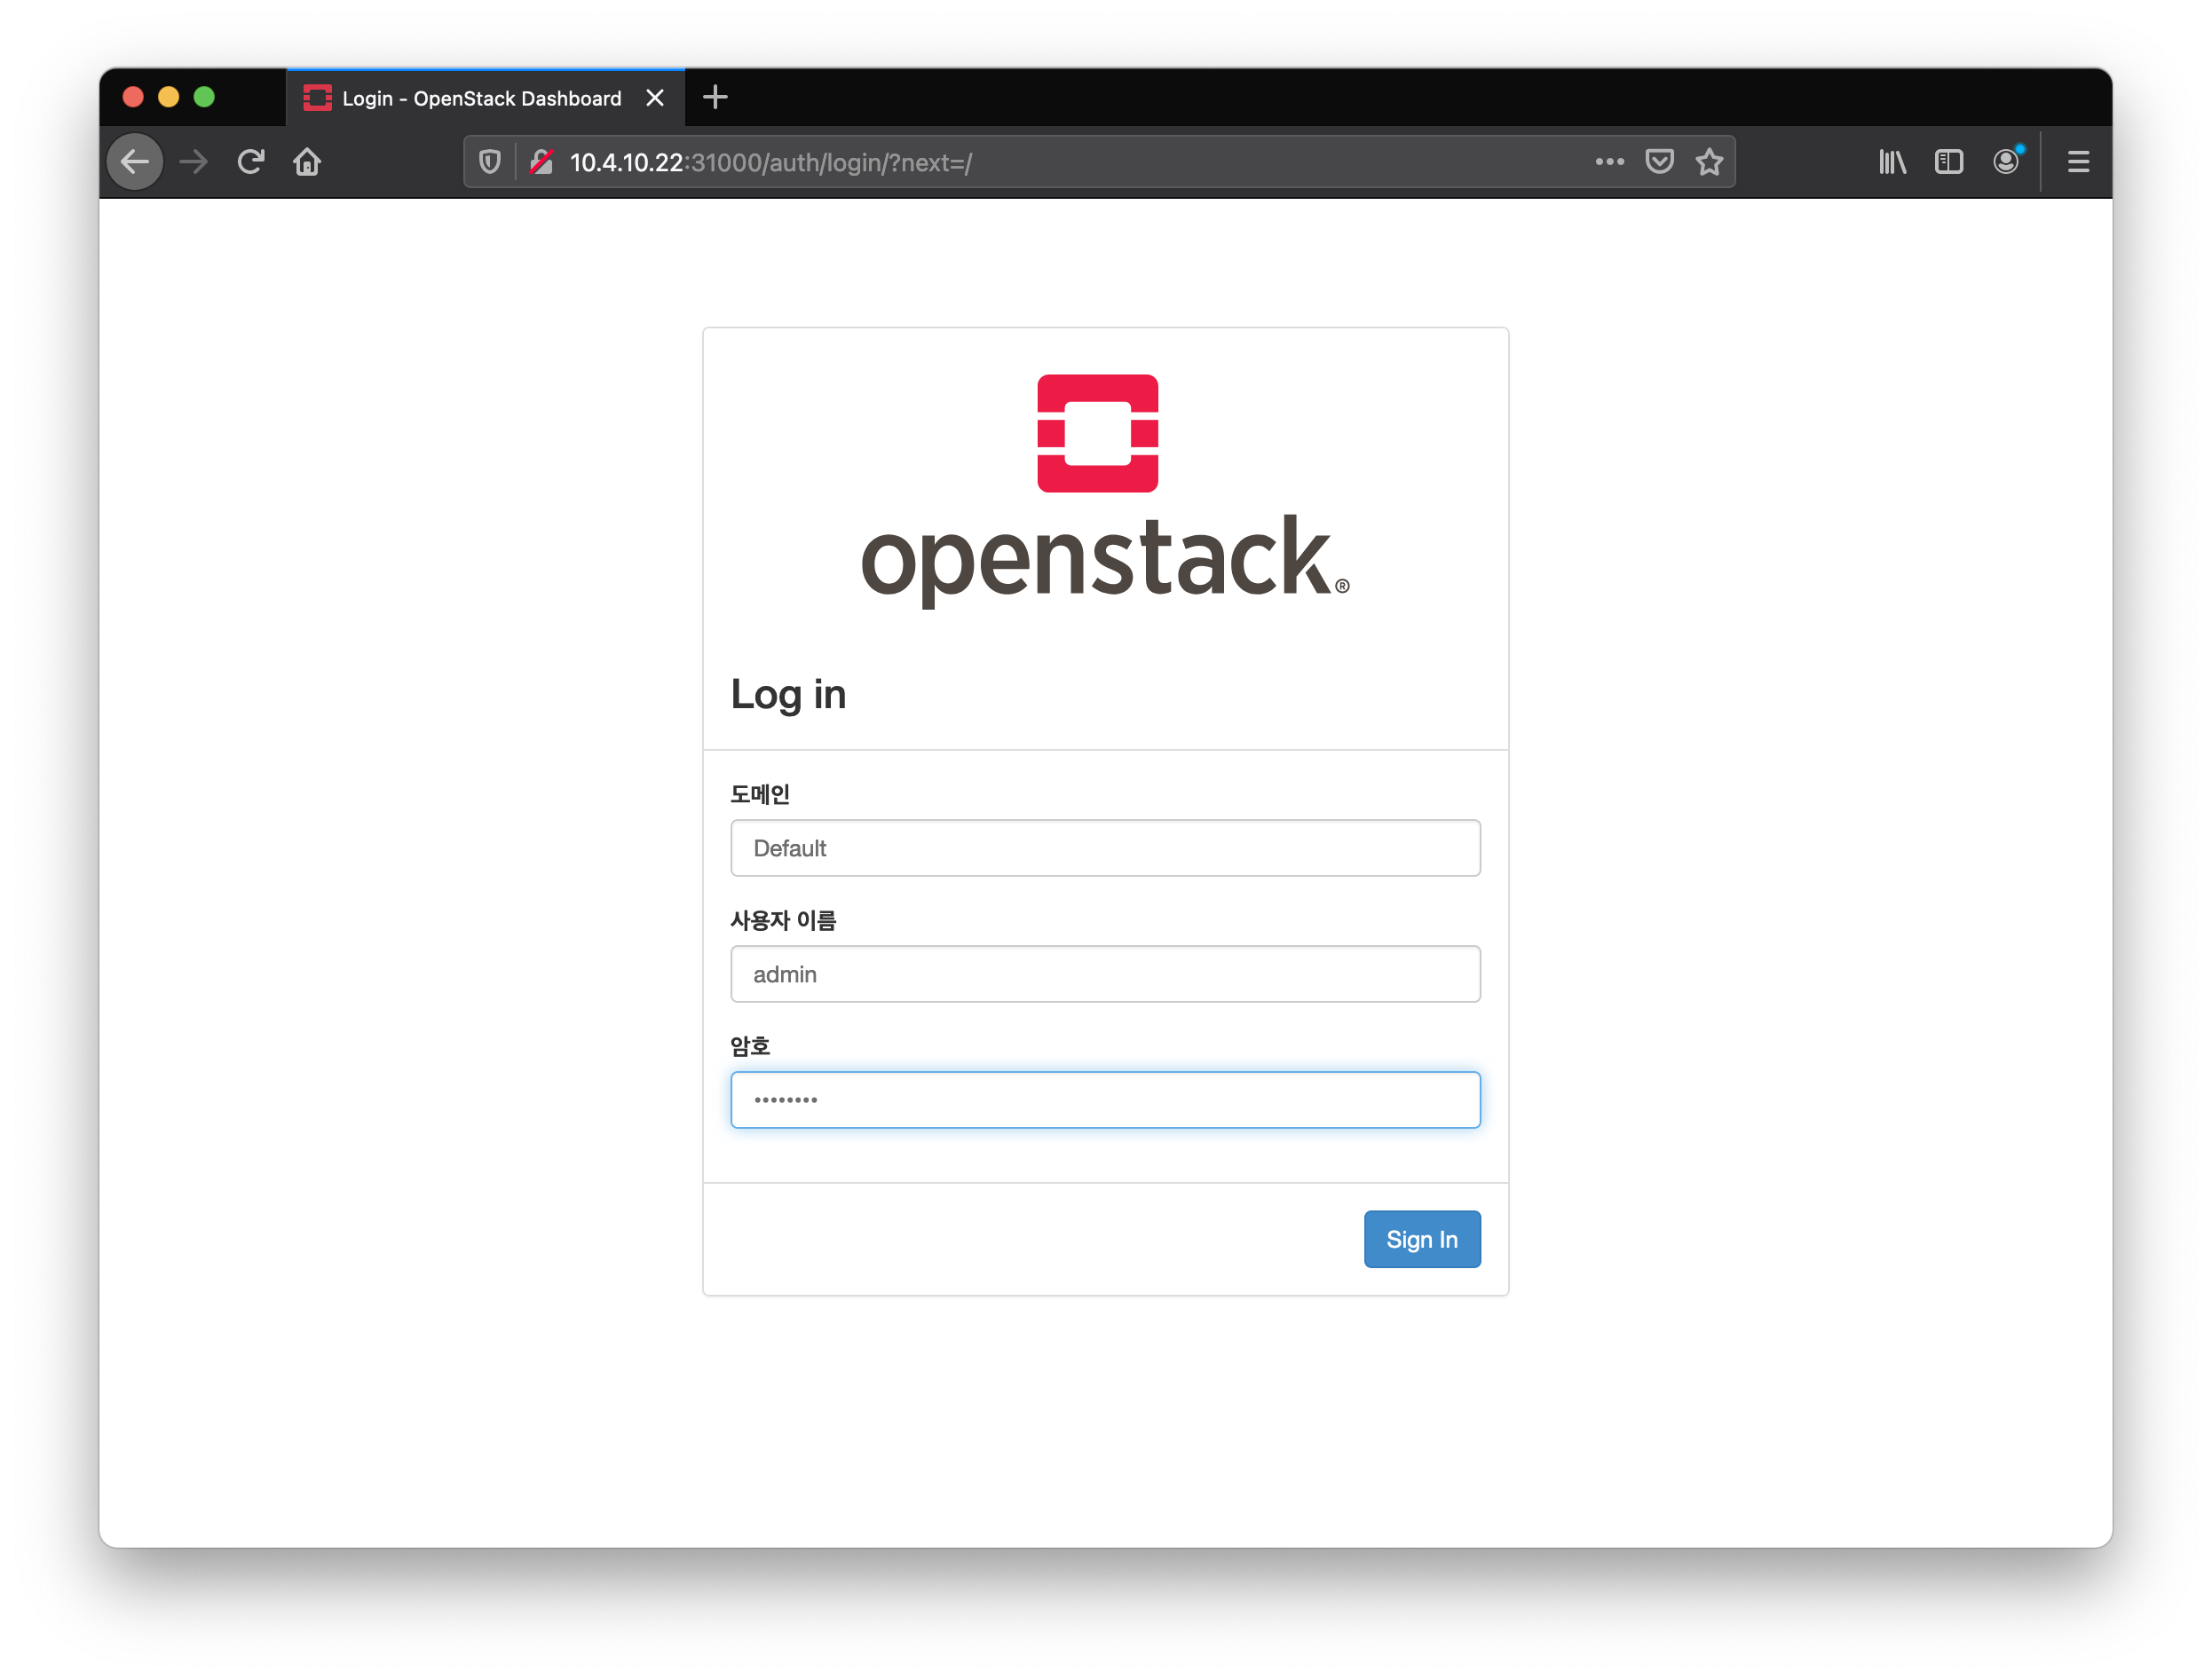 Login - OpenStack Dashboard
10.4.10.22:31000/auth/login/?next=/
openstack®
Log in
도메인
Default
사용자 이름
admin
암호
••••••••
Sign In